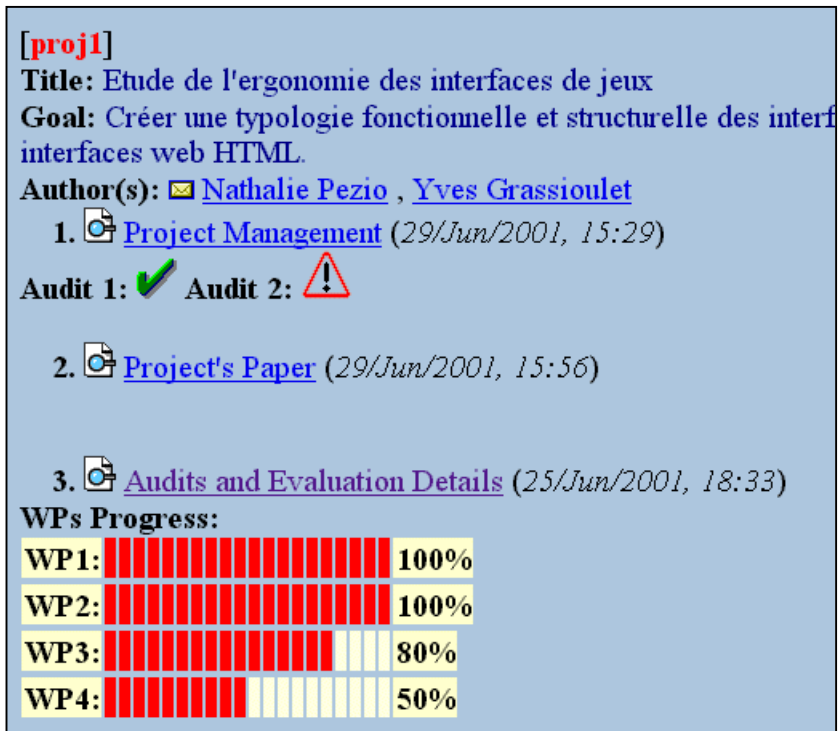 [proj1]
Title: Etude de l'ergonomie des interfaces de jeux
Goal: Créer une typologie fonctionnelle et structurelle des interf
interfaces web HTML.
Author(s): Nathalie Pezio , Yves Grassioulet
1. Project Management (29/Jun/2001, 15:29)
Audit 1: Audit 2:
2. Project's Paper (29/Jun/2001, 15:56)
3. Audits and Evaluation Details (25/Jun/2001, 18:33)
WPs Progress:
WP1: 100%
WP2: 100%
WP3: 80%
WP4: 50%